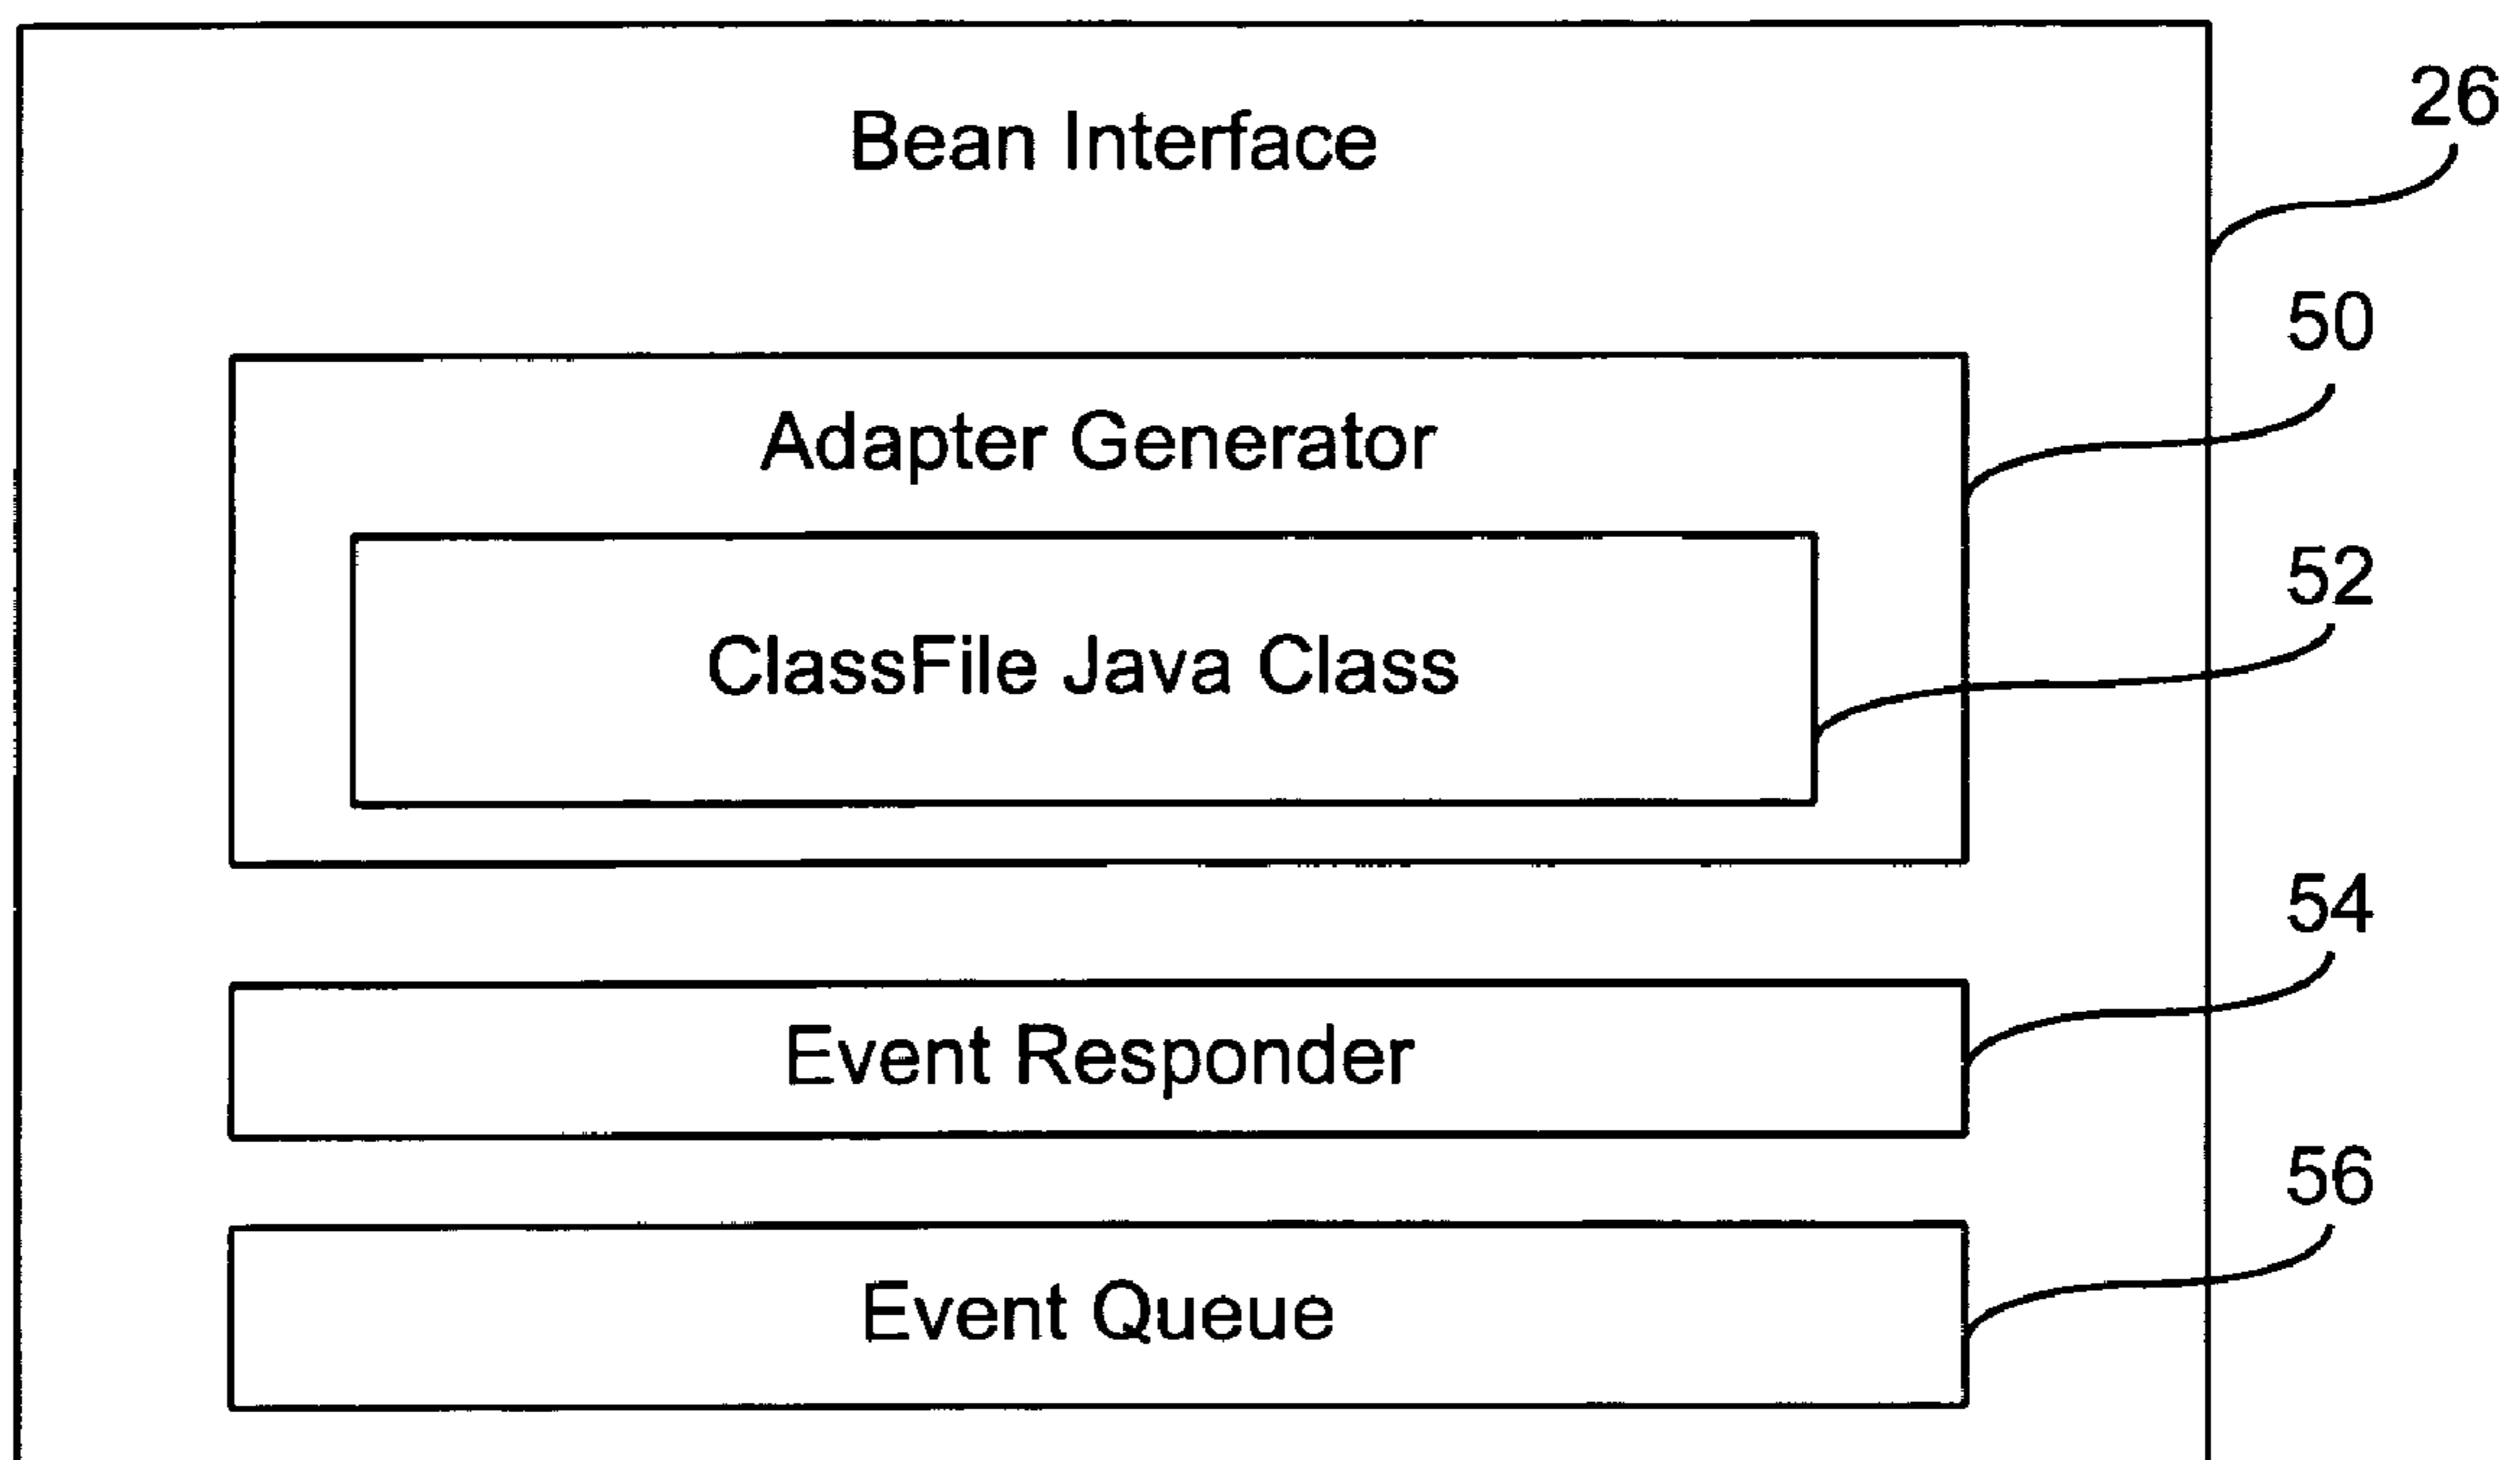 Bean Interface
26
50
Adapter Generator
52
ClassFile Java Class
54
Event Responder
56
Event Queue